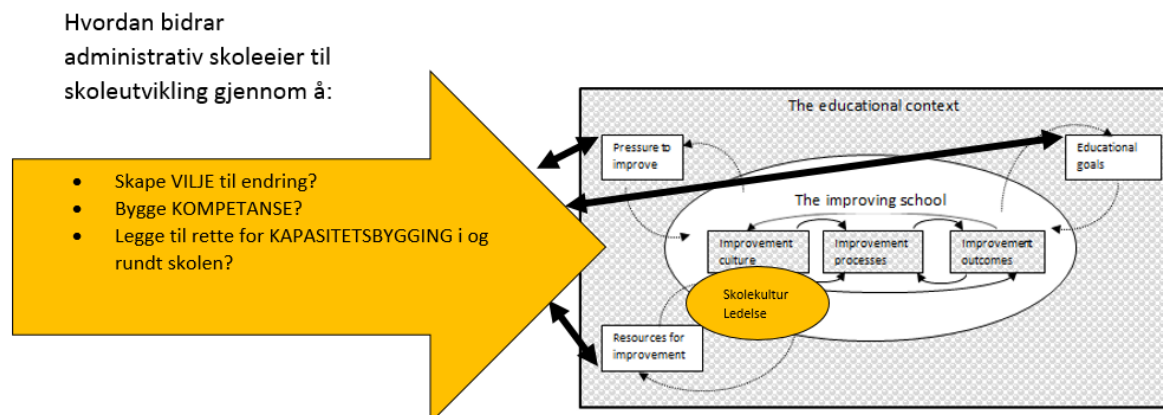 Hvordan bidrar
administrativ skoleeier til
skoleutvikling gjennom å:
• Skape VILJE til endring?
• Bygge KOMPETANSE?
• Legge til rette for KAPASITETSBYGGING i og
rundt skolen?
The educational context
Pressure to
improve
Educational
goals
The improving school
Improvement
culture
Improvement
processes
Improvement
outcomes
Skolekultur
Ledelse
Resources for
improvement